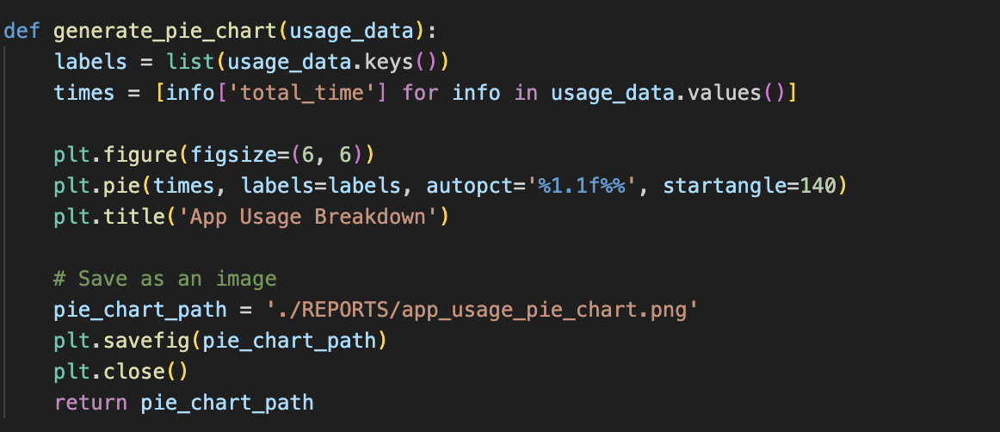 def generate_pie_chart(usage_data):
    labels = list(usage_data.keys())
    times = [info['total_time'] for info in usage_data.values()]

    plt.figure(figsize=(6, 6))
    plt.pie(times, labels=labels, autopct='%1.1f%%', startangle=140)
    plt.title('App Usage Breakdown')

    # Save as an image
    pie_chart_path = './REPORTS/app_usage_pie_chart.png'
    plt.savefig(pie_chart_path)
    plt.close()
    return pie_chart_path